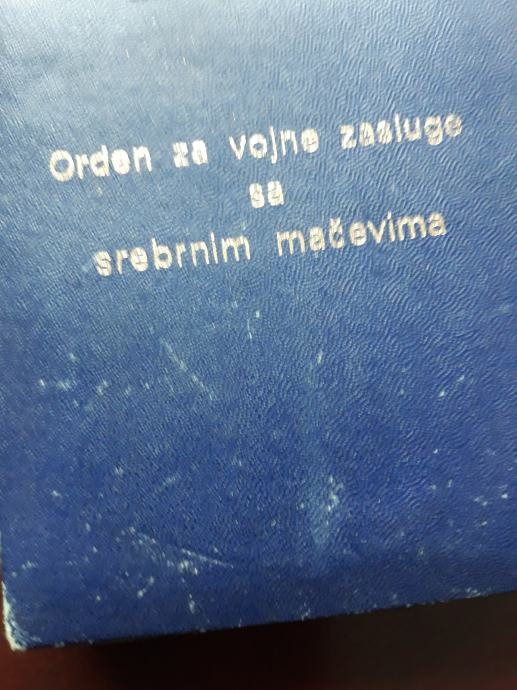 Orden za vojne zasluge
sa
srebrnim mačevima